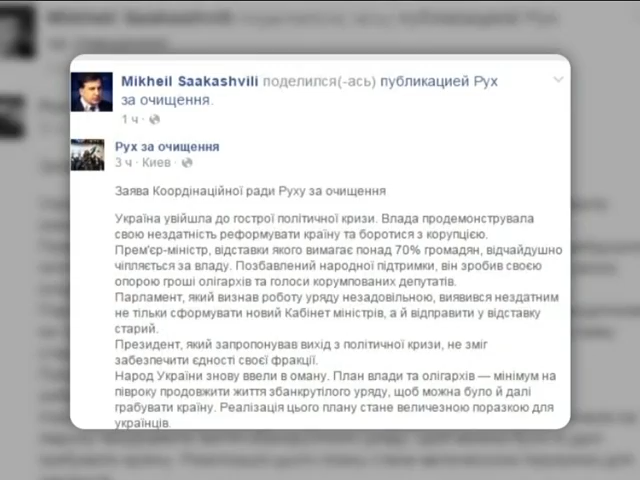 Mikheil Saakashvili поделился(-ась) публикацией Рух
за очищення.
1 ч ·
Рух за очищення
3 ч · Киев ·
Заява Координаційної ради Руху за очищення
Україна увійшла до гострої політичної кризи. Влада продемонструвала
свою нездатність реформувати країну та боротися з корупцією.
Прем'єр-міністр, відставки якого вимагає понад 70% громадян, відчайдушно
чіпляється за владу. Позбавлений народної підтримки, він зробив своєю
опорою гроші олігархів та голоси корумпованих депутатів.
Парламент, який визнав роботу уряду незадовільною, виявився нездатним
не тільки сформувати новий Кабінет міністрів, а й відправити у відставку
старий.
Президент, який запропонував вихід з політичної кризи, не зміг
забезпечити єдності своєї фракції.
Народ України знову ввели в оману. План влади та олігархів — мінімум на
півроку продовжити життя збанкрутілого уряду, щоб можна було й далі
грабувати країну. Реалізація цього плану стане величезною поразкою для
українців.